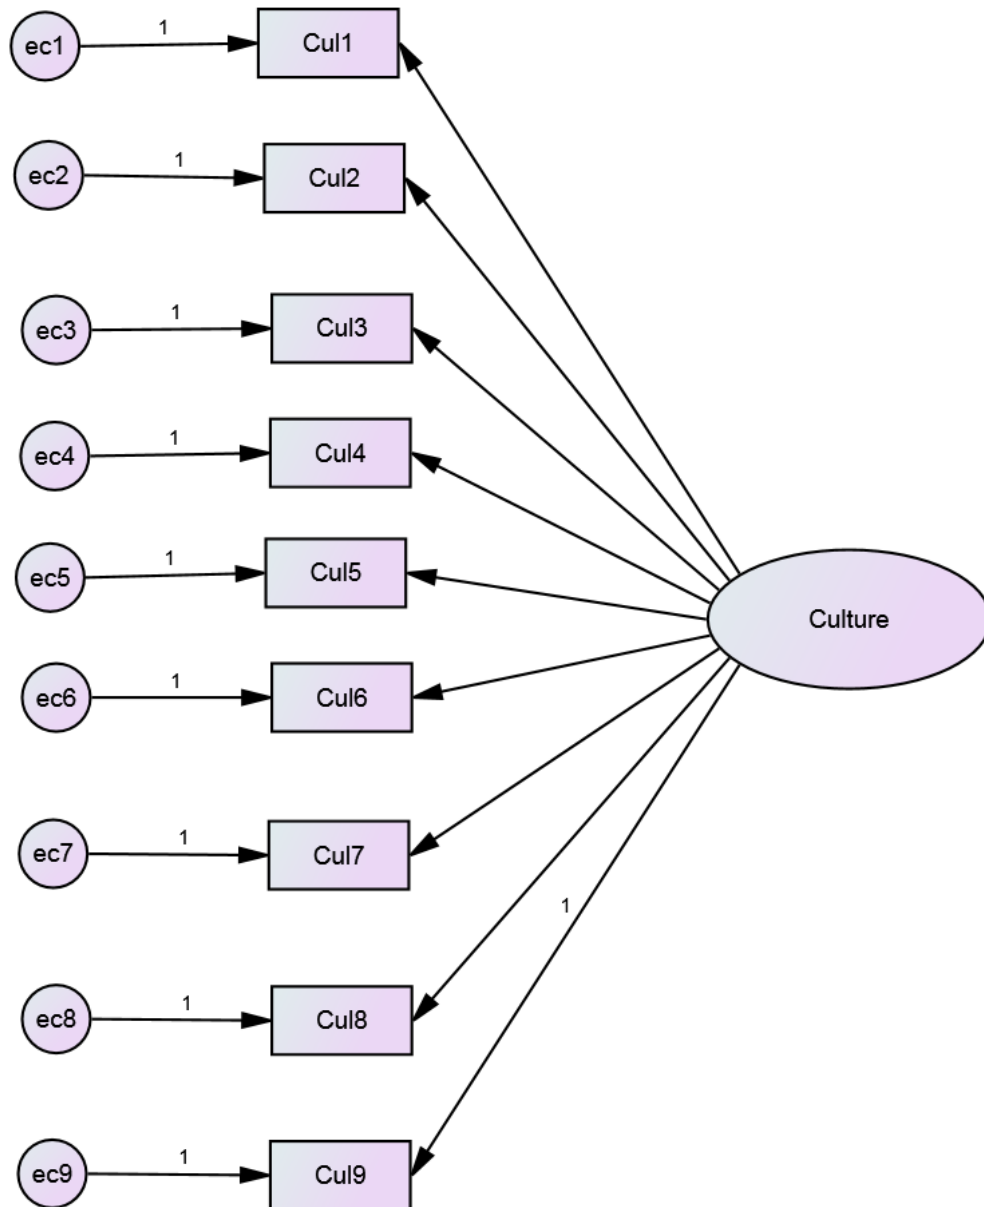 ec1 1 Cul1
ec2 1 Cul2
ec3 1 Cul3
ec4 1 Cul4
ec5 1 Cul5
Culture
ec6 1 Cul6
ec7 1 Cul7
1
ec8 1 Cul8
ec9 1 Cul9